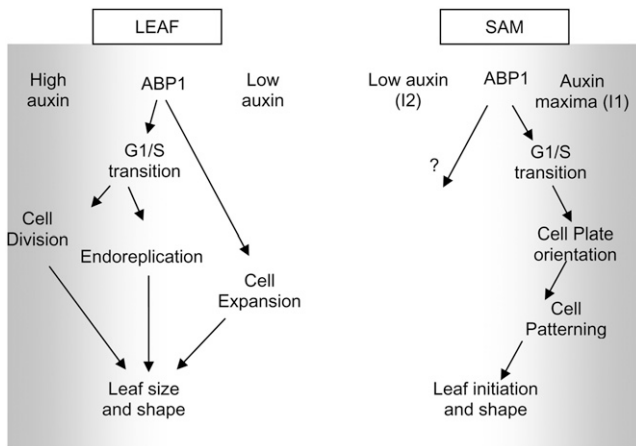 LEAF
High
auxin
ABP1
Low
auxin
G1/S
transition
Cell
Division
Endoreplication
Cell
Expansion
Leaf size
and shape
SAM
Low auxin
(I2)
ABP1
Auxin
maxima (I1)
?
G1/S
transition
Cell Plate
orientation
Cell
Patterning
Leaf initiation
and shape